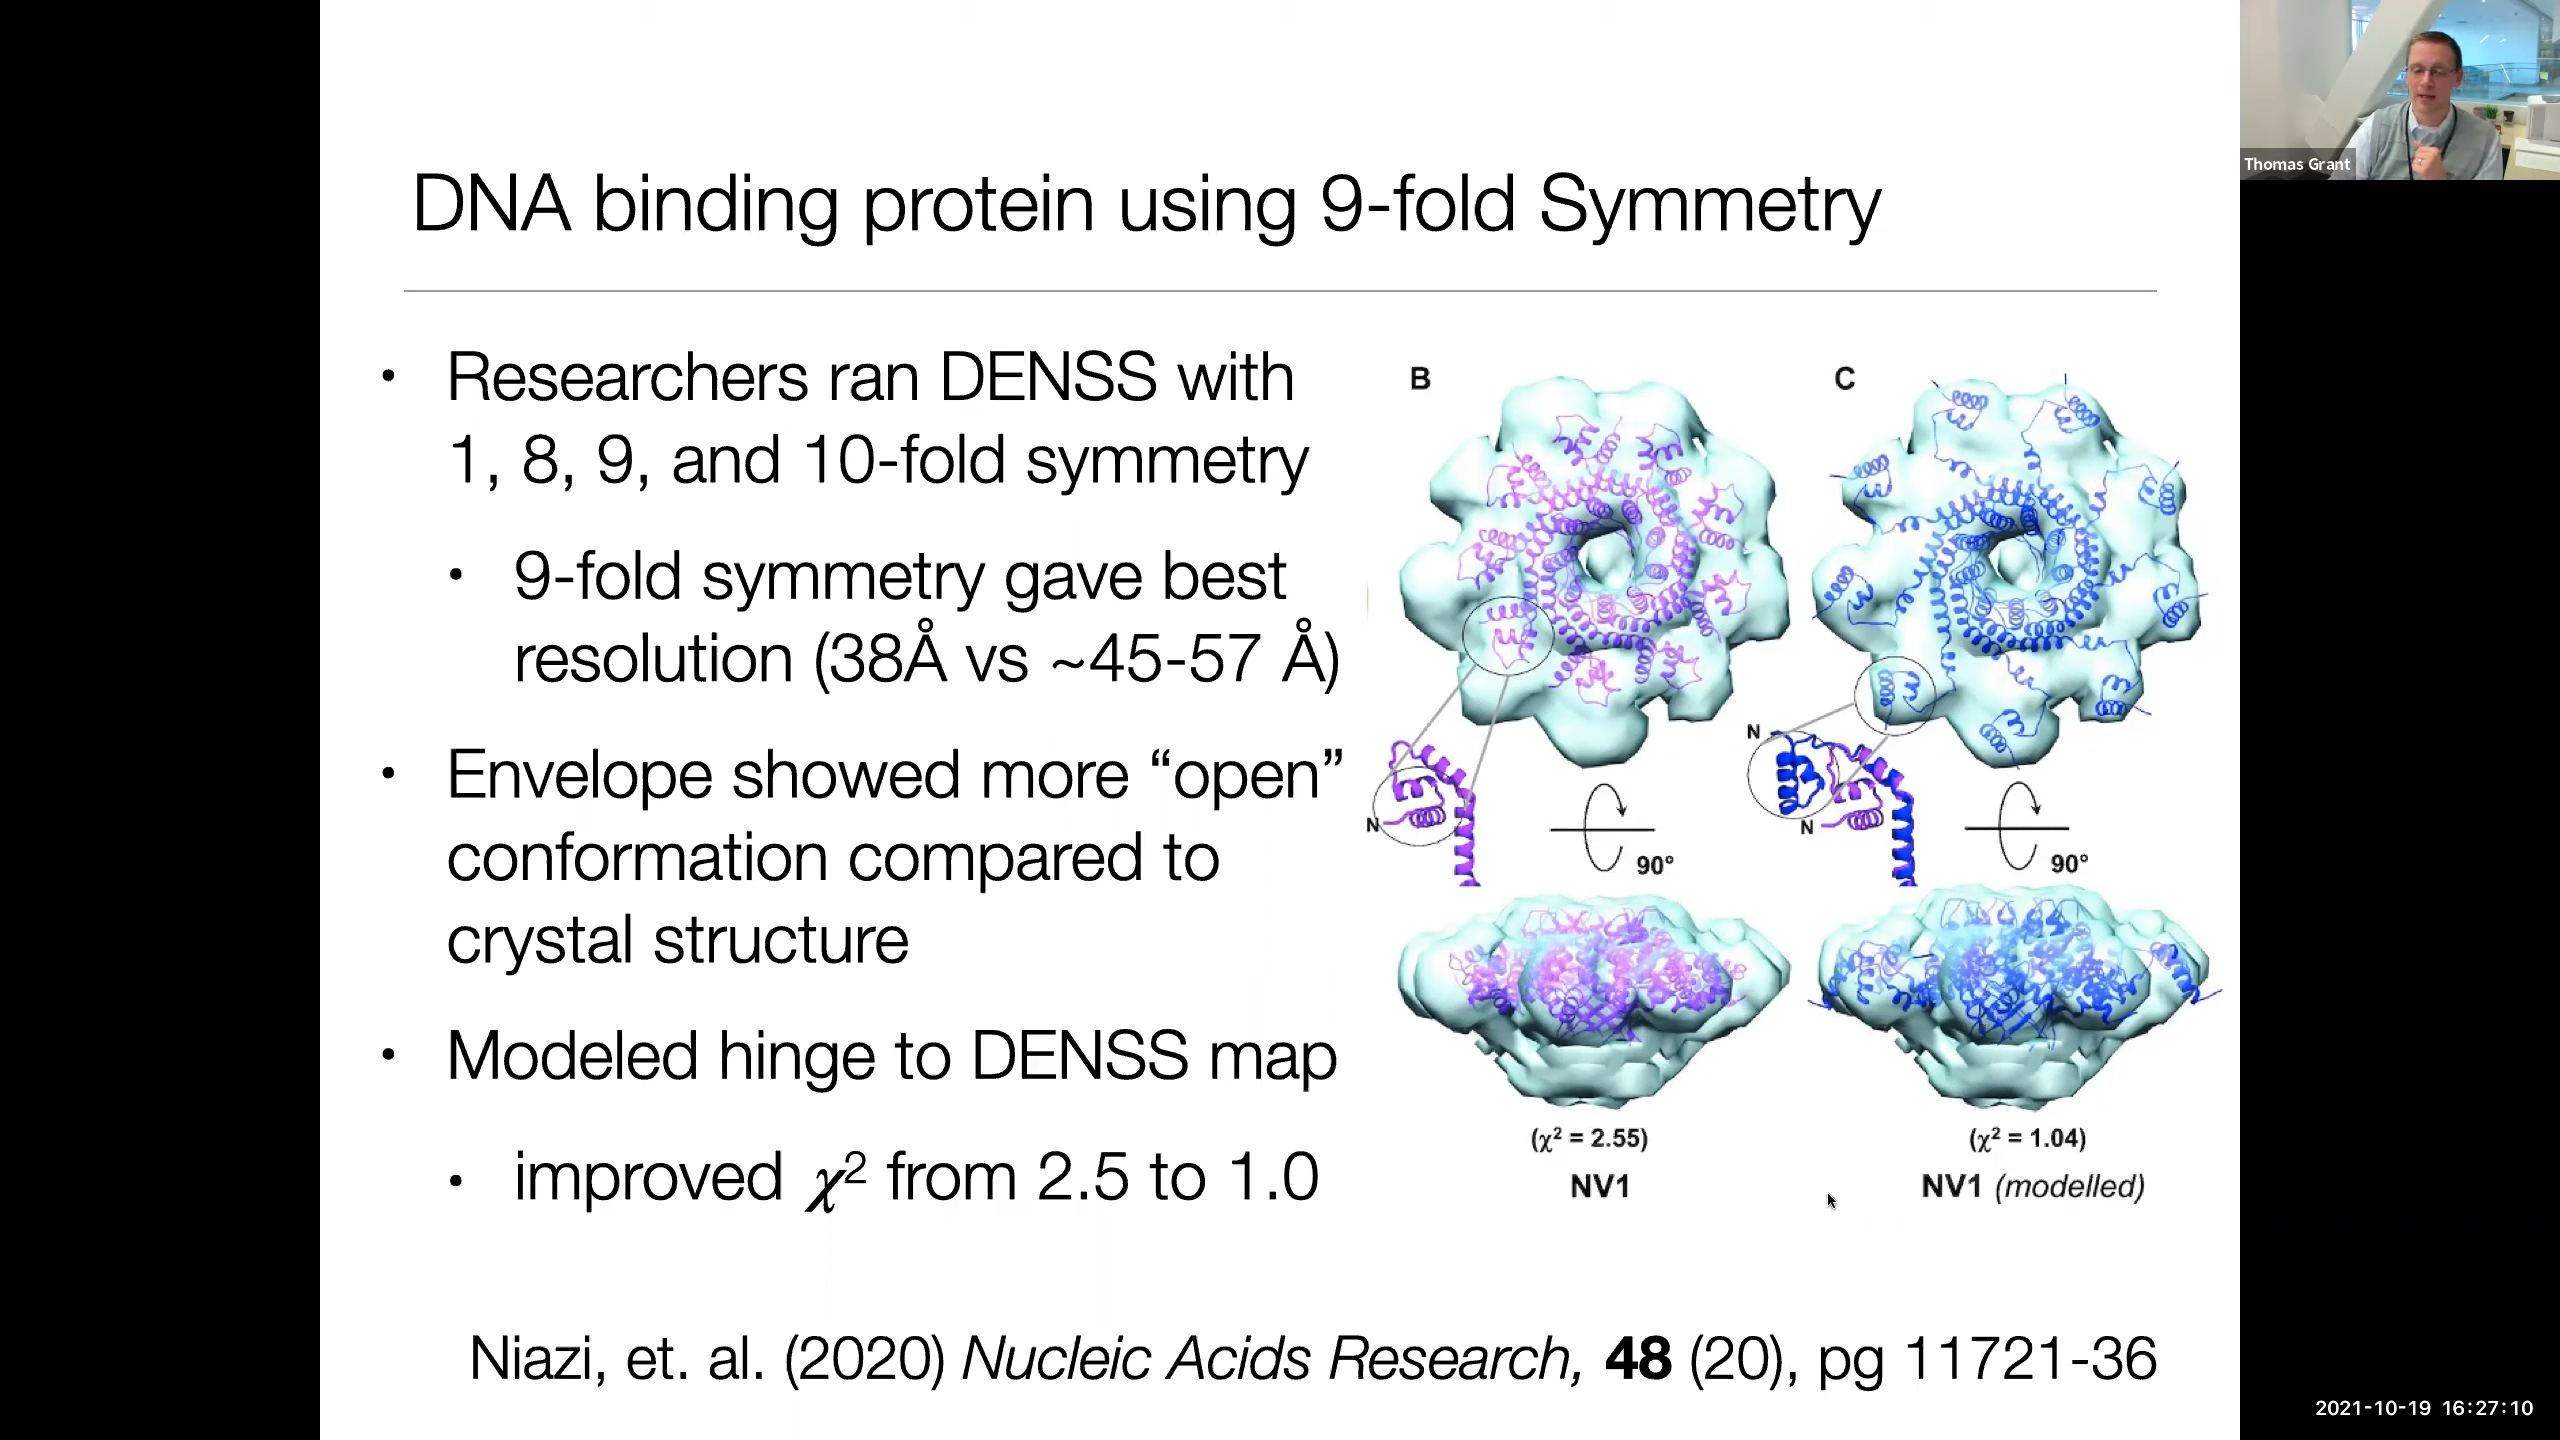 Thomas Grant
DNA binding protein using 9-fold Symmetry
• Researchers ran DENSS with
1, 8, 9, and 10-fold symmetry
• 9-fold symmetry gave best
resolution (38Å vs ~45-57 Å)
• Envelope showed more “open”
conformation compared to
crystal structure
• Modeled hinge to DENSS map
• improved χ² from 2.5 to 1.0
B
N
90°
(χ² = 2.55)
NV1
C
N
N
90°
(χ² = 1.04)
NV1 (modelled)
Niazi, et. al. (2020) Nucleic Acids Research, 48 (20), pg 11721-36
2021-10-19 16:27:10